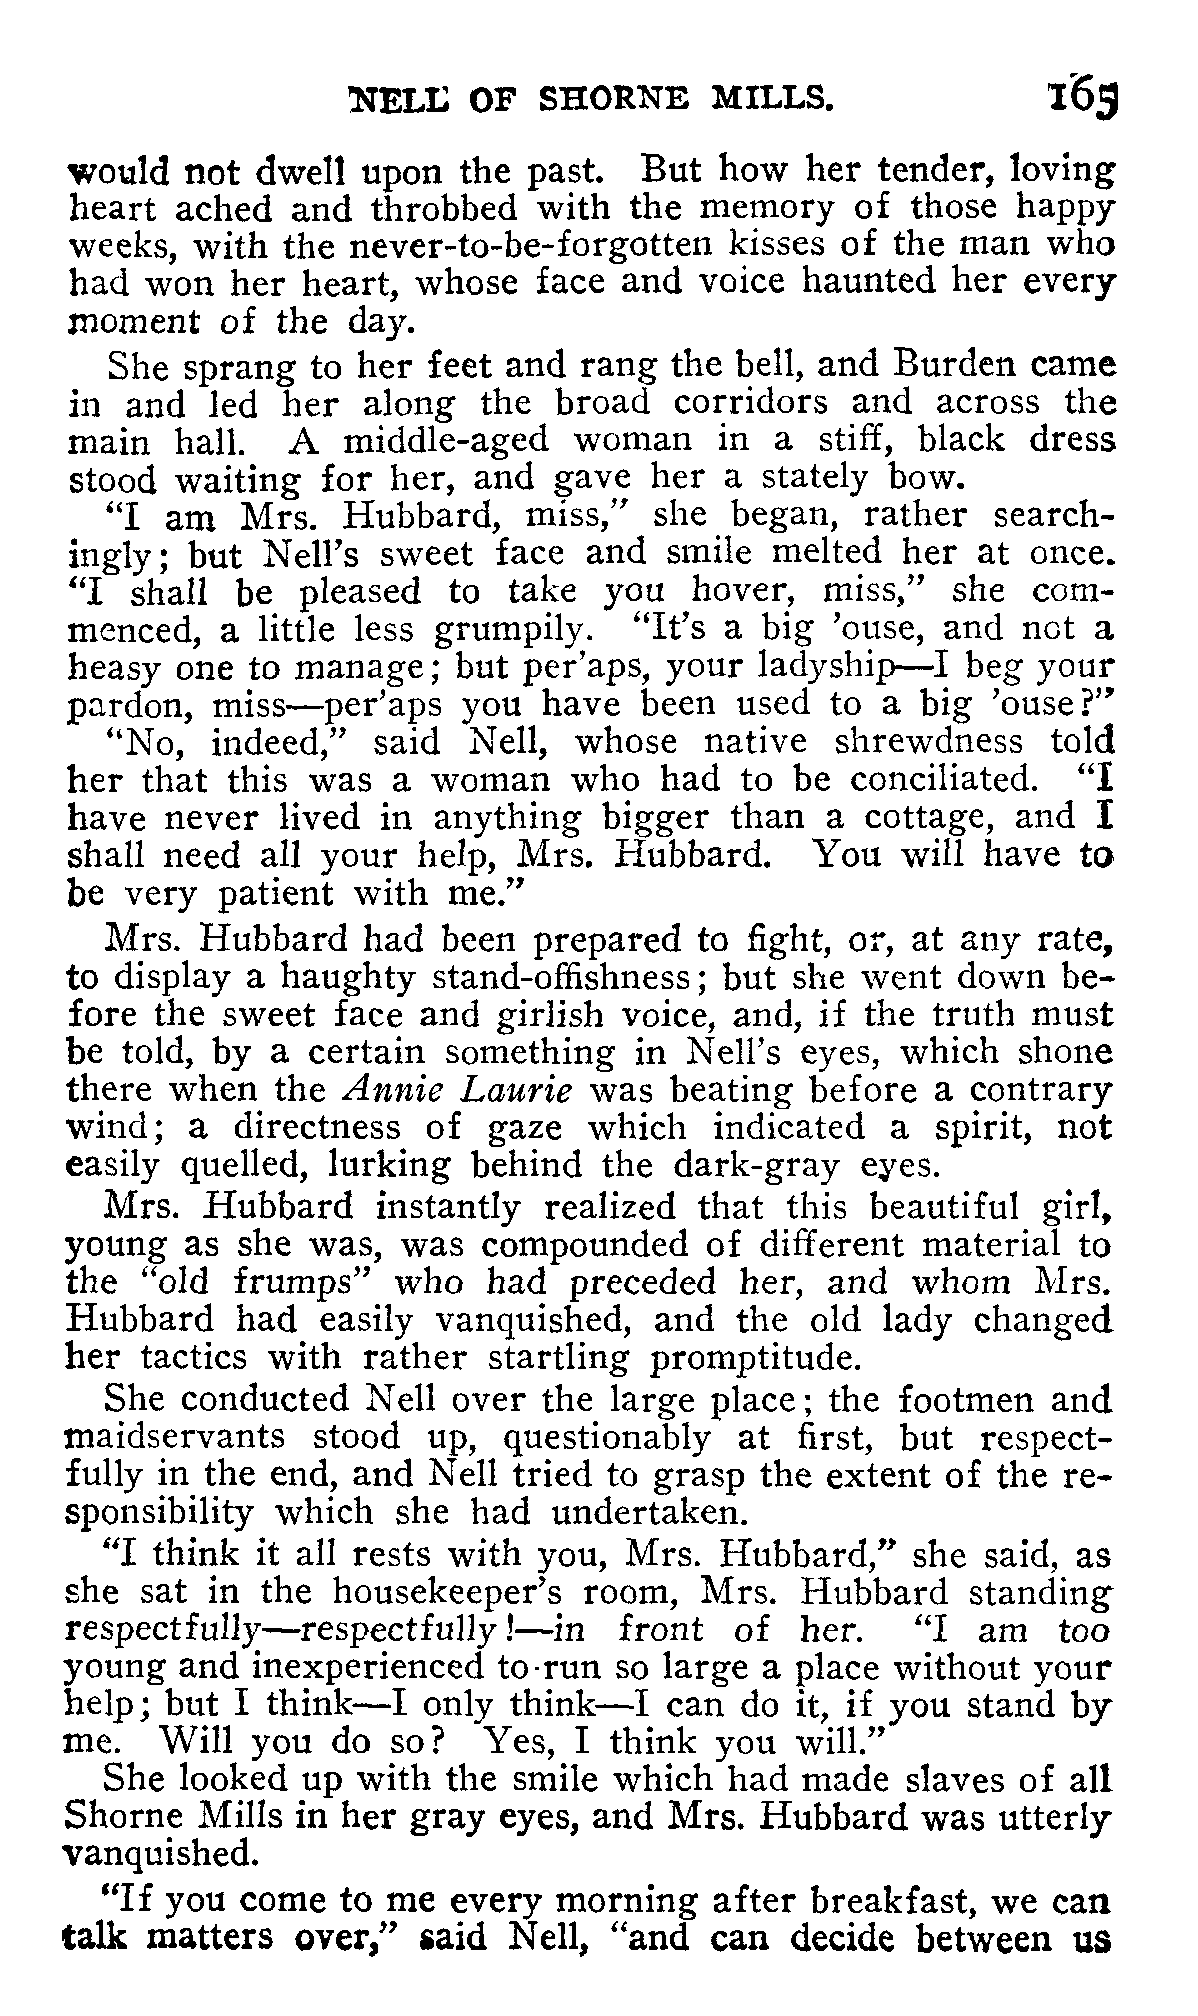 NELL OF SHORNE MILLS. 165
would not dwell upon the past. But how her tender, loving
heart ached and throbbed with the memory of those happy
weeks, with the never-to-be-forgotten kisses of the man who
had won her heart, whose face and voice haunted her every
moment of the day.
She sprang to her feet and rang the bell, and Burden came
in and led her along the broad corridors and across the
main hall. A middle-aged woman in a stiff, black dress
stood waiting for her, and gave her a stately bow.
"I am Mrs. Hubbard, miss," she began, rather search-
ingly; but Nell's sweet face and smile melted her at once.
"I shall be pleased to take you hover, miss," she com-
menced, a little less grumpily. "It's a big 'ouse, and not a
heasy one to manage; but per'aps, your ladyship—I beg your
pardon, miss—per'aps you have been used to a big 'ouse?"
"No, indeed," said Nell, whose native shrewdness told
her that this was a woman who had to be conciliated. "I
have never lived in anything bigger than a cottage, and I
shall need all your help, Mrs. Hubbard. You will have to
be very patient with me."
Mrs. Hubbard had been prepared to fight, or, at any rate,
to display a haughty stand-offishness; but she went down be-
fore the sweet face and girlish voice, and, if the truth must
be told, by a certain something in Nell's eyes, which shone
there when the Annie Laurie was beating before a contrary
wind; a directness of gaze which indicated a spirit, not
easily quelled, lurking behind the dark-gray eyes.
Mrs. Hubbard instantly realized that this beautiful girl,
young as she was, was compounded of different material to
the "old frumps" who had preceded her, and whom Mrs.
Hubbard had easily vanquished, and the old lady changed
her tactics with rather startling promptitude.
She conducted Nell over the large place; the footmen and
maidservants stood up, questionably at first, but respect-
fully in the end, and Nell tried to grasp the extent of the re-
sponsibility which she had undertaken.
"I think it all rests with you, Mrs. Hubbard," she said, as
she sat in the housekeeper's room, Mrs. Hubbard standing
respectfully—respectfully!—in front of her. "I am too
young and inexperienced to run so large a place without your
help; but I think—I only think—I can do it, if you stand by
me. Will you do so? Yes, I think you will."
She looked up with the smile which had made slaves of all
Shorne Mills in her gray eyes, and Mrs. Hubbard was utterly
vanquished.
"If you come to me every morning after breakfast, we can
talk matters over," said Nell, "and can decide between us